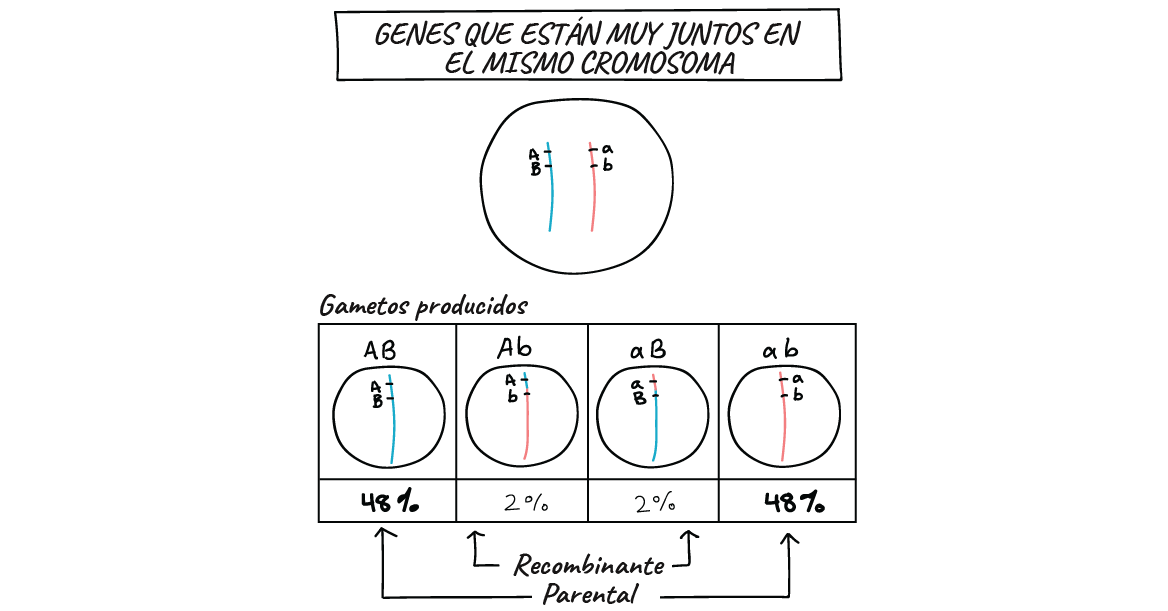 GENES QUE ESTÁN MUY JUNTOS EN
EL MISMO CROMOSOMA
A a
B b
Gametos producidos
AB Ab aB ab
A A a a
B b B b
48% 2% 2% 48%
Recombinante
Parental